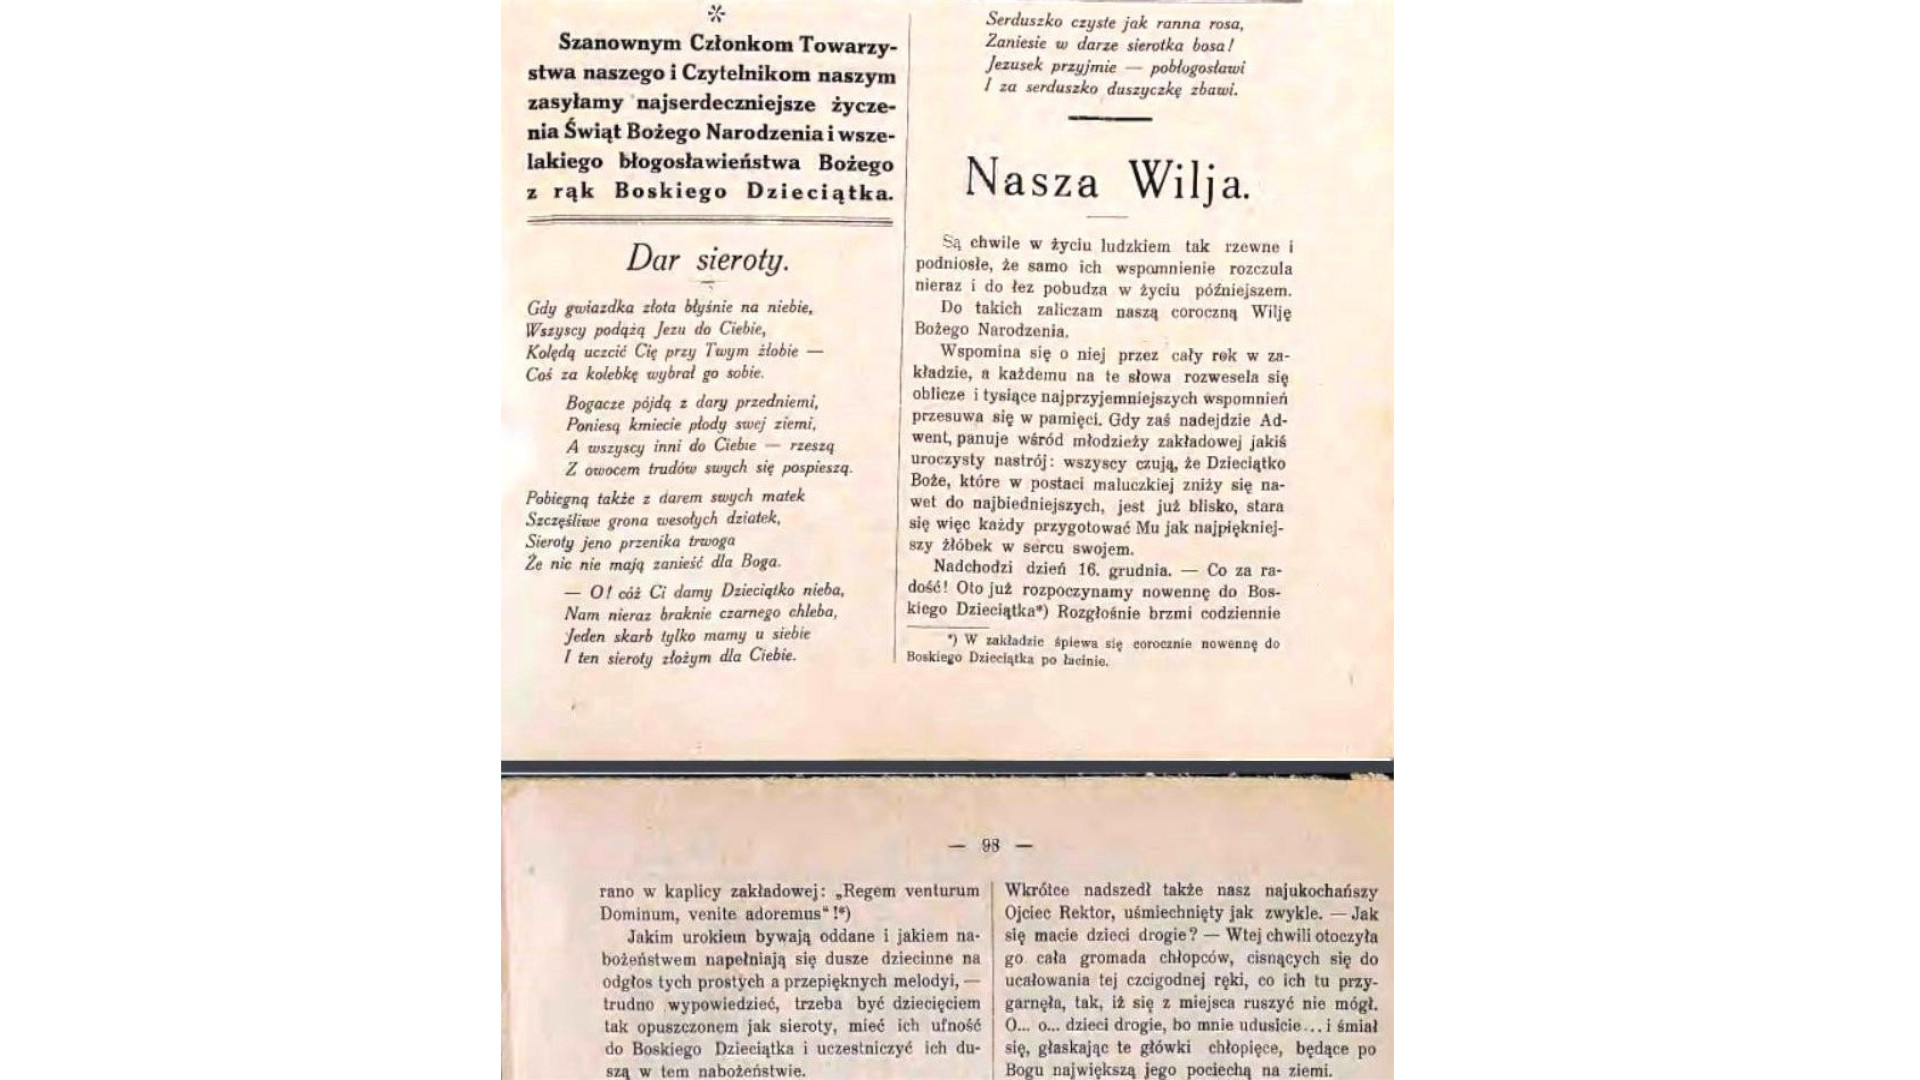 Szanownym Członkom Towarzy-
stwa naszego i Czytelnikom naszym
zasyłamy najserdeczniejsze życze-
nia Świąt Bożego Narodzenia i wsze-
lakiego błogosławieństwa Bożego
z rąk Boskiego Dzieciątka.
Dar sieroty.
Gdy gwiazdka złota błyśnie na niebie,
Wszyscy podążą Jezu do Ciebie,
Kolędą uczcić Cię przy Twym żłobie —
Coś za kolebkę wybrał go sobie.
Bogacze pójdą z dary przedniemi,
Poniesą kmiecie płody swej ziemi,
A wszyscy inni do Ciebie — rzeszą
Z owocem trudów swych się pospieszą.
Pobiegną także z darem swych matek
Szczęśliwe grona wesołych dziatek,
Sieroty jeno przenika trwoga
Że nic nie mają zanieść dla Boga.
— O! cóż Ci damy Dzieciątko nieba,
Nam nieraz braknie czarnego chleba,
Jeden skarb tylko mamy u siebie
I ten sieroty złożym dla Ciebie.
Serduszko czyste jak ranna rosa,
Zaniesie w darze sierotka bosa!
Jezusek przyjmie — pobłogosławi
I za serduszko duszyczkę zbawi.
Nasza Wilja.
Są chwile w życiu ludzkiem tak rzewne i
podniosłe, że samo ich wspomnienie rozczula
nieraz i do łez pobudza w życiu późniejszem.
Do takich zaliczam naszą coroczną Wilję
Bożego Narodzenia.
Wspomina się o niej przez cały rok w za-
kładzie, a każdemu na te słowa rozwesela się
oblicze i tysiące najprzyjemniejszych wspomnień
przesuwa się w pamięci. Gdy zaś nadejdzie Ad-
went, panuje wśród młodzieży zakładowej jakiś
uroczysty nastrój: wszyscy czują, że Dzieciątko
Boże, które w postaci maluczkiej zniży się na-
wet do najbiedniejszych, jest już blisko, stara
się więc każdy przygotować Mu jak najpiękniej-
szy żłóbek w sercu swojem.
Nadchodzi dzień 16. grudnia. — Co za ra-
dość! Oto już rozpoczynamy nowennę do Bos-
kiego Dzieciątka*) Rozgłośnie brzmi codziennie
*) W zakładzie śpiewa się corocznie nowennę do
Boskiego Dzieciątka po łacinie.
— 98 —
rano w kaplicy zakładowej: „Regem venturum
Dominum, venite adoremus“!*)
Jakim urokiem bywają oddane i jakiem na-
bożeństwem napełniają się dusze dziecinne na
odgłos tych prostych a przepięknych melodyi, —
trudno wypowiedzieć, trzeba być dziecięciem
tak opuszczonem jak sieroty, mieć ich ufność
do Boskiego Dzieciątka i uczestniczyć ich du-
szą w tem nabożeństwie.
Wkrótce nadszedł także nasz najukochańszy
Ojciec Rektor, uśmiechnięty jak zwykle. — Jak
się macie dzieci drogie? — Wtej chwili otoczyła
go cała gromada chłopców, cisnących się do
ucałowania tej czcigodnej ręki, co ich tu przy-
garnęła, tak, iż się z miejsca ruszyć nie mógł.
O... o... dzieci drogie, bo mnie udusicie... i śmiał
się, głaskając te główki chłopięce, będące po
Bogu największą jego pociechą na ziemi.